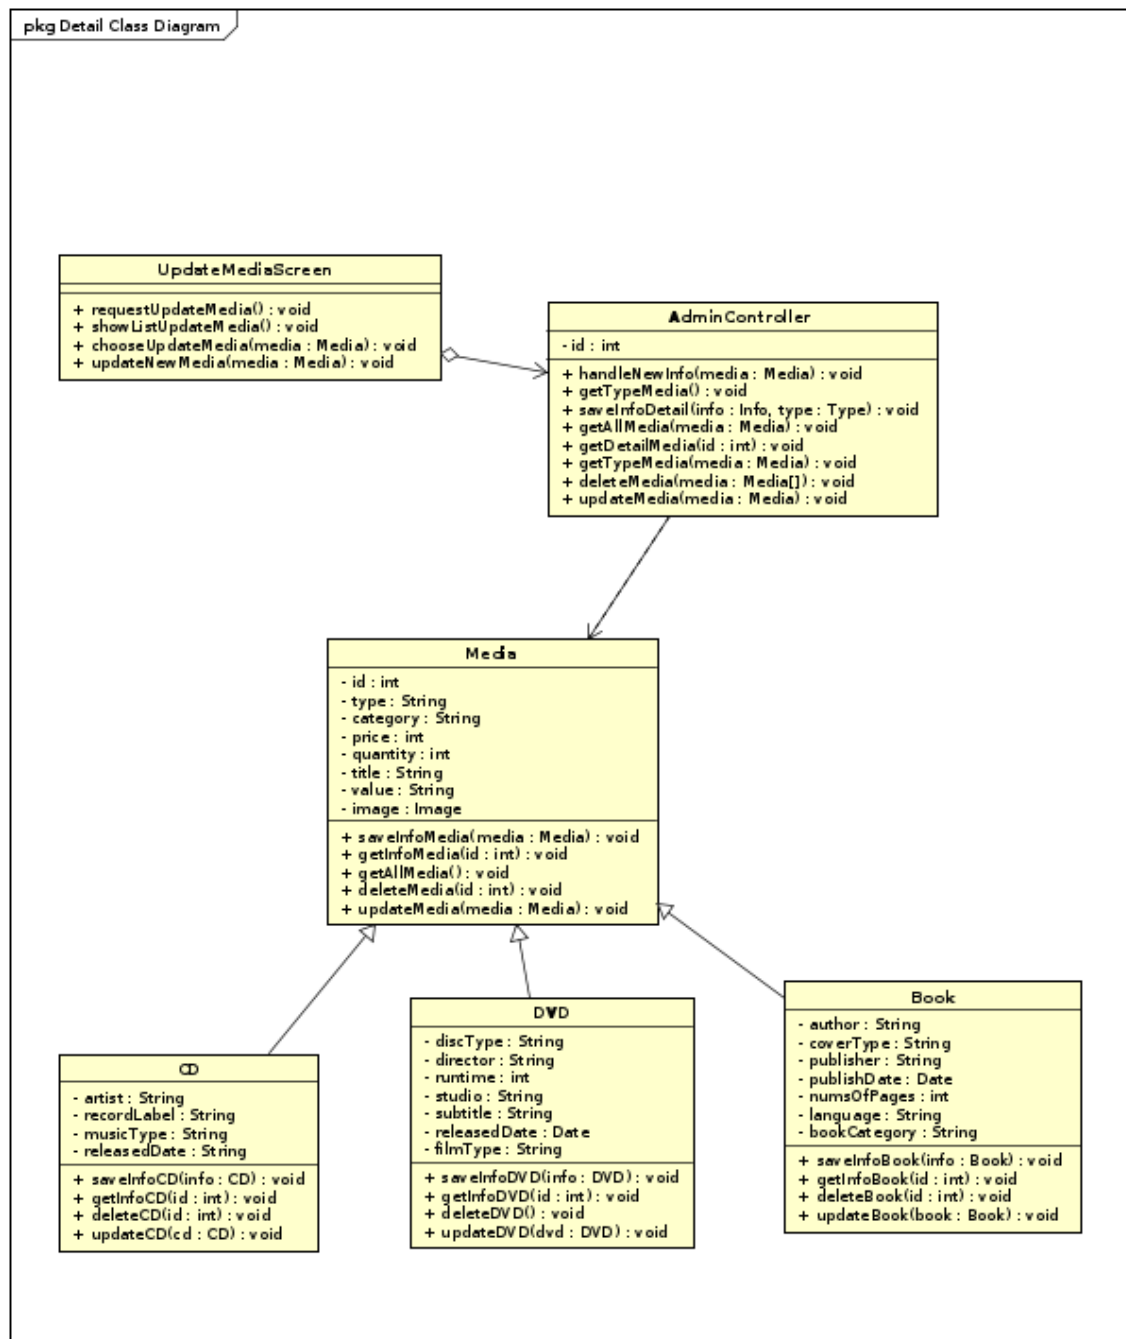 pkg Detail Class Diagram
UpdateMediaScreen
+ requestUpdateMedia() : void
+ showListUpdateMedia() : void
+ chooseUpdateMedia(media : Media) : void
+ updateNewMedia(media : Media) : void
AdminController
- id : int
+ handleNewInfo(media : Media) : void
+ getTypeMedia() : void
+ saveInfoDetail(info : Info, type : Type) : void
+ getAllMedia(media : Media) : void
+ getDetailMedia(id : int) : void
+ getTypeMedia(media : Media) : void
+ deleteMedia(media : Media[]) : void
+ updateMedia(media : Media) : void
Media
- id : int
- type : String
- category : String
- price : int
- quantity : int
- title : String
- value : String
- image : Image
+ saveInfoMedia(media : Media) : void
+ getInfoMedia(id : int) : void
+ getAllMedia() : void
+ deleteMedia(id : int) : void
+ updateMedia(media : Media) : void
CD
- artist : String
- recordLabel : String
- musicType : String
- releasedDate : String
+ saveInfoCD(info : CD) : void
+ getInfoCD(id : int) : void
+ deleteCD(id : int) : void
+ updateCD(cd : CD) : void
DVD
- discType : String
- director : String
- runtime : int
- studio : String
- subtitle : String
- releasedDate : Date
- filmType : String
+ saveInfoDVD(info : DVD) : void
+ getInfoDVD(id : int) : void
+ deleteDVD() : void
+ updateDVD(dvd : DVD) : void
Book
- author : String
- coverType : String
- publisher : String
- publishDate : Date
- numsOfPages : int
- language : String
- bookCategory : String
+ saveInfoBook(info : Book) : void
+ getInfoBook(id : int) : void
+ deleteBook(id : int) : void
+ updateBook(book : Book) : void